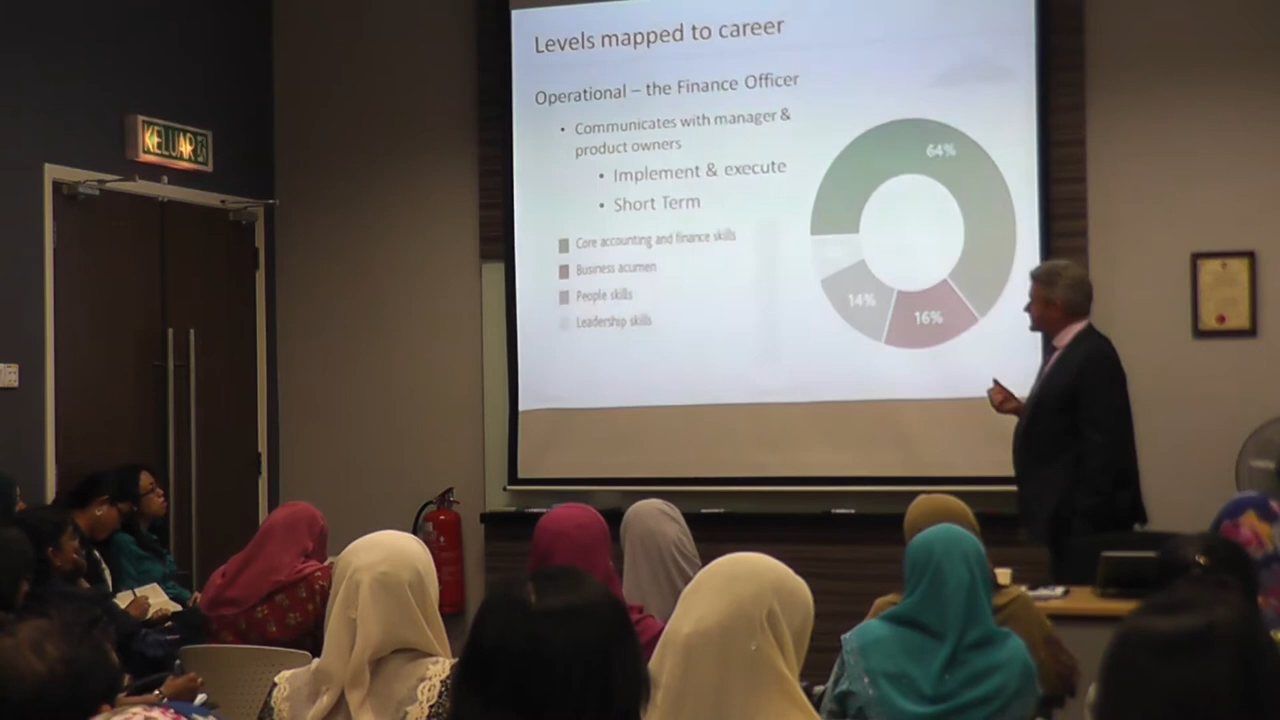 Levels mapped to career
KELUAR
Operational – the Finance Officer
• Communicates with manager &
product owners
• Implement & execute
• Short Term
64%
Core accounting and finance skills
Business acumen
People skills
Leadership skills
14%
16%